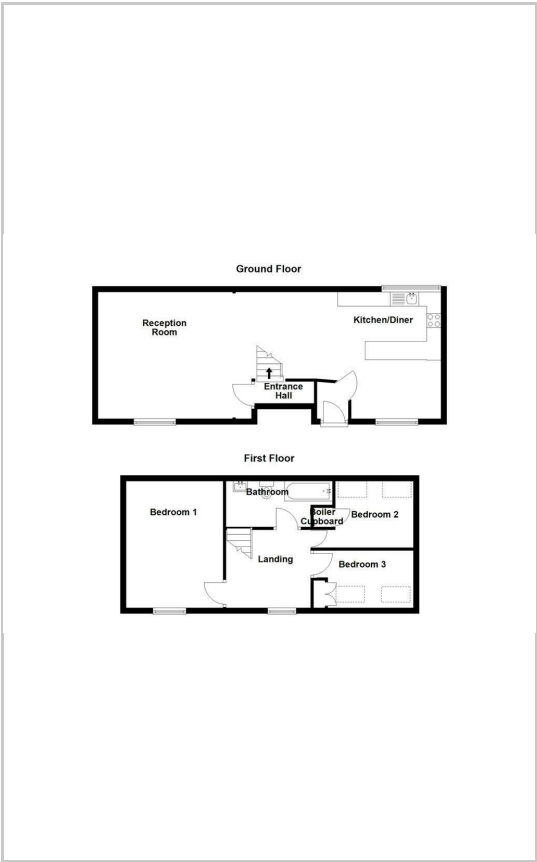 Ground Floor
Reception
Room
Kitchen/Diner
Entrance
Hall
First Floor
Bedroom 1
Bathroom
Boiler
Cupboard
Bedroom 2
Landing
Bedroom 3